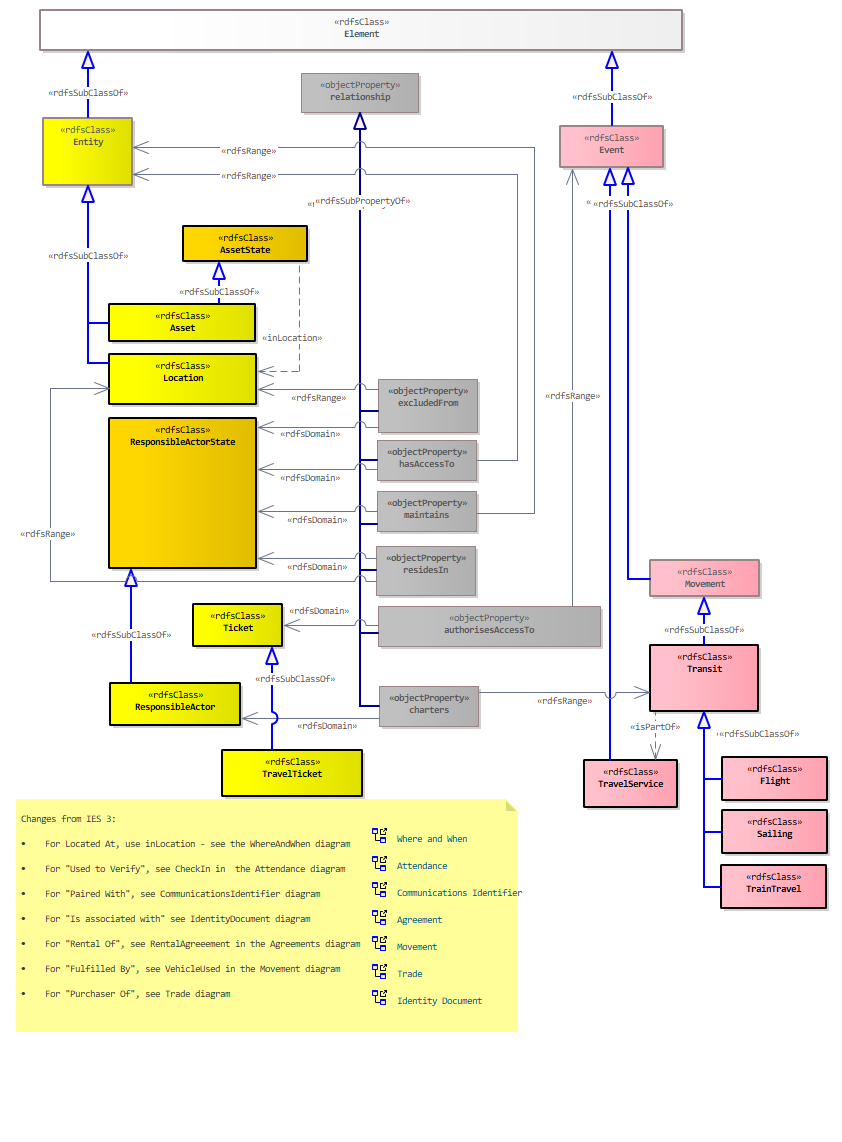 «rdfsClass»
Element
«objectProperty»
relationship
«rdfsSubClassOf»
«rdfsSubClassOf»
«rdfsClass»
Entity
«rdfsClass»
Event
«rdfsRange»
«rdfsRange»
«rdfsSubPropertyOf»
«rdfsSubClassOf»
«rdfsClass»
AssetState
«rdfsSubClassOf»
«rdfsSubClassOf»
«rdfsClass»
Asset
«inLocation»
«rdfsClass»
Location
«rdfsRange»
«objectProperty»
excludedFrom
«rdfsRange»
«rdfsClass»
ResponsibleActorState
«rdfsDomain»
«objectProperty»
hasAccessTo
«rdfsDomain»
«objectProperty»
maintains
«rdfsDomain»
«rdfsRange»
«objectProperty»
residesIn
«rdfsDomain»
«rdfsClass»
Movement
«rdfsClass»
Ticket
«rdfsDomain»
«objectProperty»
authorisesAccessTo
«rdfsSubClassOf»
«rdfsSubClassOf»
«rdfsClass»
Transit
«rdfsSubClassOf»
«rdfsClass»
ResponsibleActor
«objectProperty»
charters
«rdfsRange»
«rdfsDomain»
«isPartOf»
«rdfsSubClassOf»
«rdfsClass»
TravelTicket
«rdfsClass»
TravelService
«rdfsClass»
Flight
«rdfsClass»
Sailing
«rdfsClass»
TrainTravel
Changes from IES 3:
• For Located At, use inLocation - see the WhereAndWhen diagram
• For "Used to Verify", see CheckIn in the Attendance diagram
• For "Paired With", see CommunicationsIdentifier diagram
• For "Is associated with" see IdentityDocument diagram
• For "Rental Of", see RentalAgreeement in the Agreements diagram
• For "Fulfilled By", see VehicleUsed in the Movement diagram
• For "Purchaser Of", see Trade diagram
Where and When
Attendance
Communications Identifier
Agreement
Movement
Trade
Identity Document